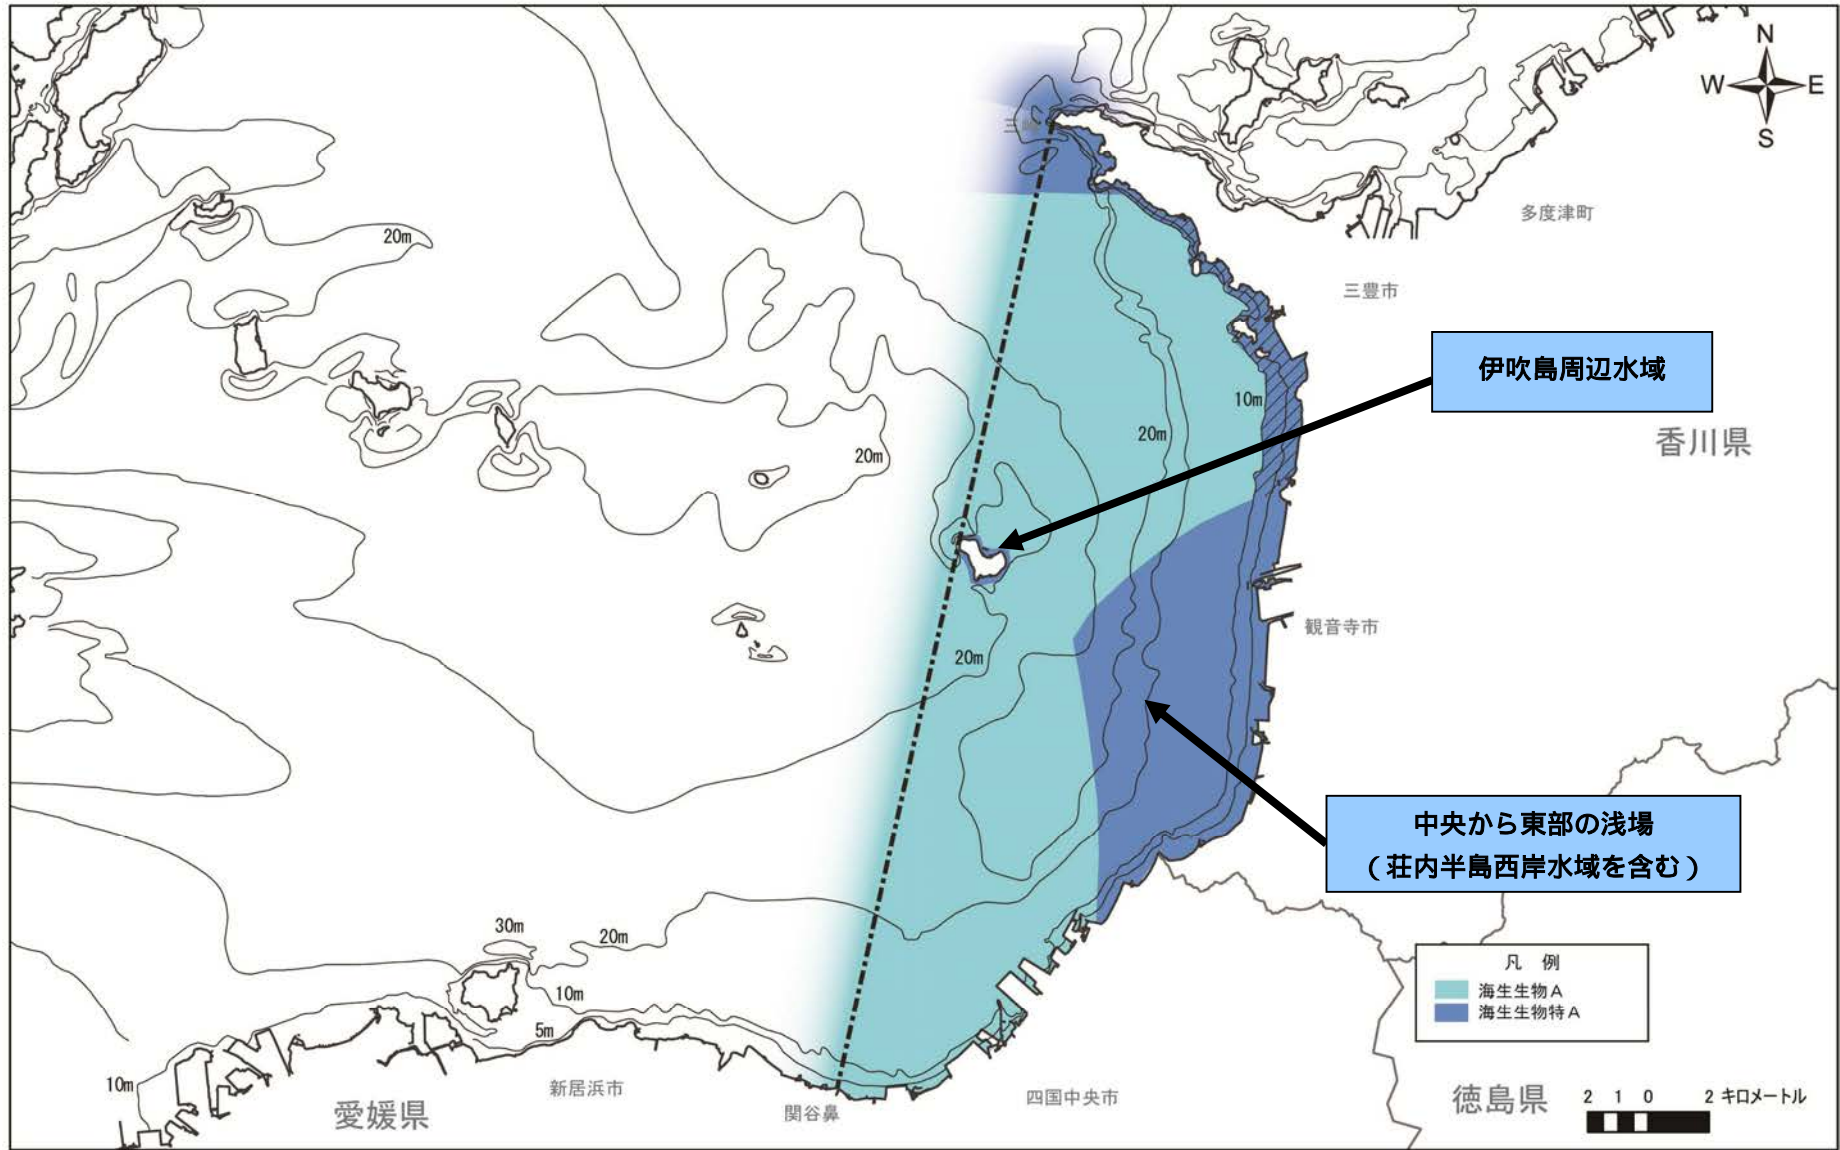 N
W E
S
三崎
多度津町
20m
三豊市
伊吹島周辺水域
10m
20m
香川県
20m
観音寺市
20m
中央から東部の浅場
(荘内半島西岸水域を含む)
30m
20m
凡 例
10m
海生生物A
海生生物特A
5m
10m
新居浜市
関谷鼻
四国中央市
愛媛県
徳島県
2 1 0 2 キロメートル